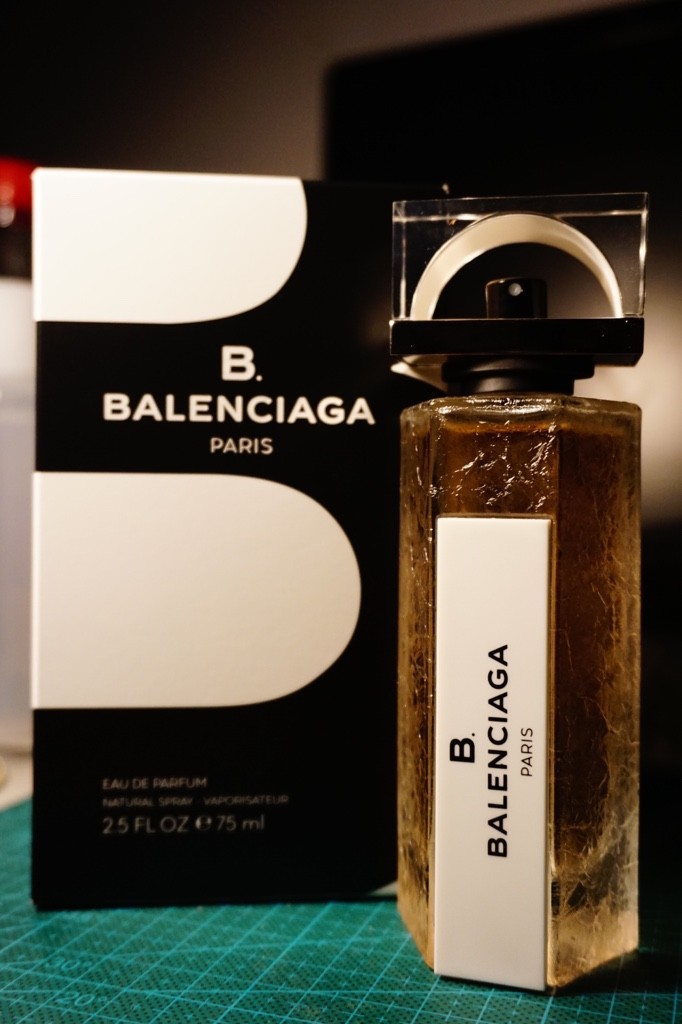 B.
BALENCIAGA
PARIS
EAU DE PARFUM
NATURAL SPRAY - VAPORISATEUR
2.5 FL OZ ℮ 75 ml
B.
BALENCIAGA
PARIS